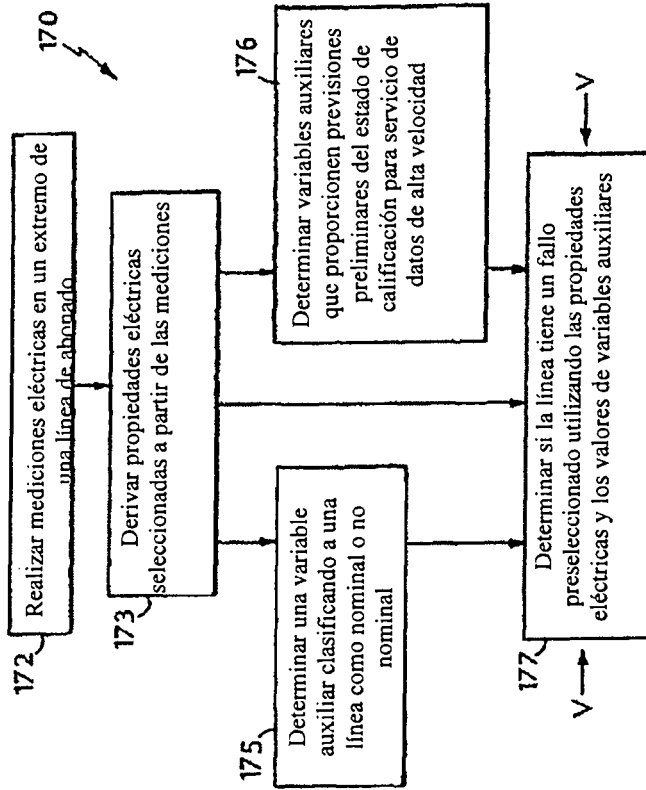 170
172
Realizar mediciones eléctricas en un extremo de
una línea de abonado
173
Derivar propiedades eléctricas
seleccionadas a partir de las mediciones
175
Determinar una variable
auxiliar clasificando a una
línea como nominal o no
nominal
176
Determinar variables auxiliares
que proporcionen previsiones
preliminares del estado de
calificación para servicio de
datos de alta velocidad
177
Determinar si la línea tiene un fallo
preseleccionado utilizando las propiedades
eléctricas y los valores de variables auxiliares
V
V